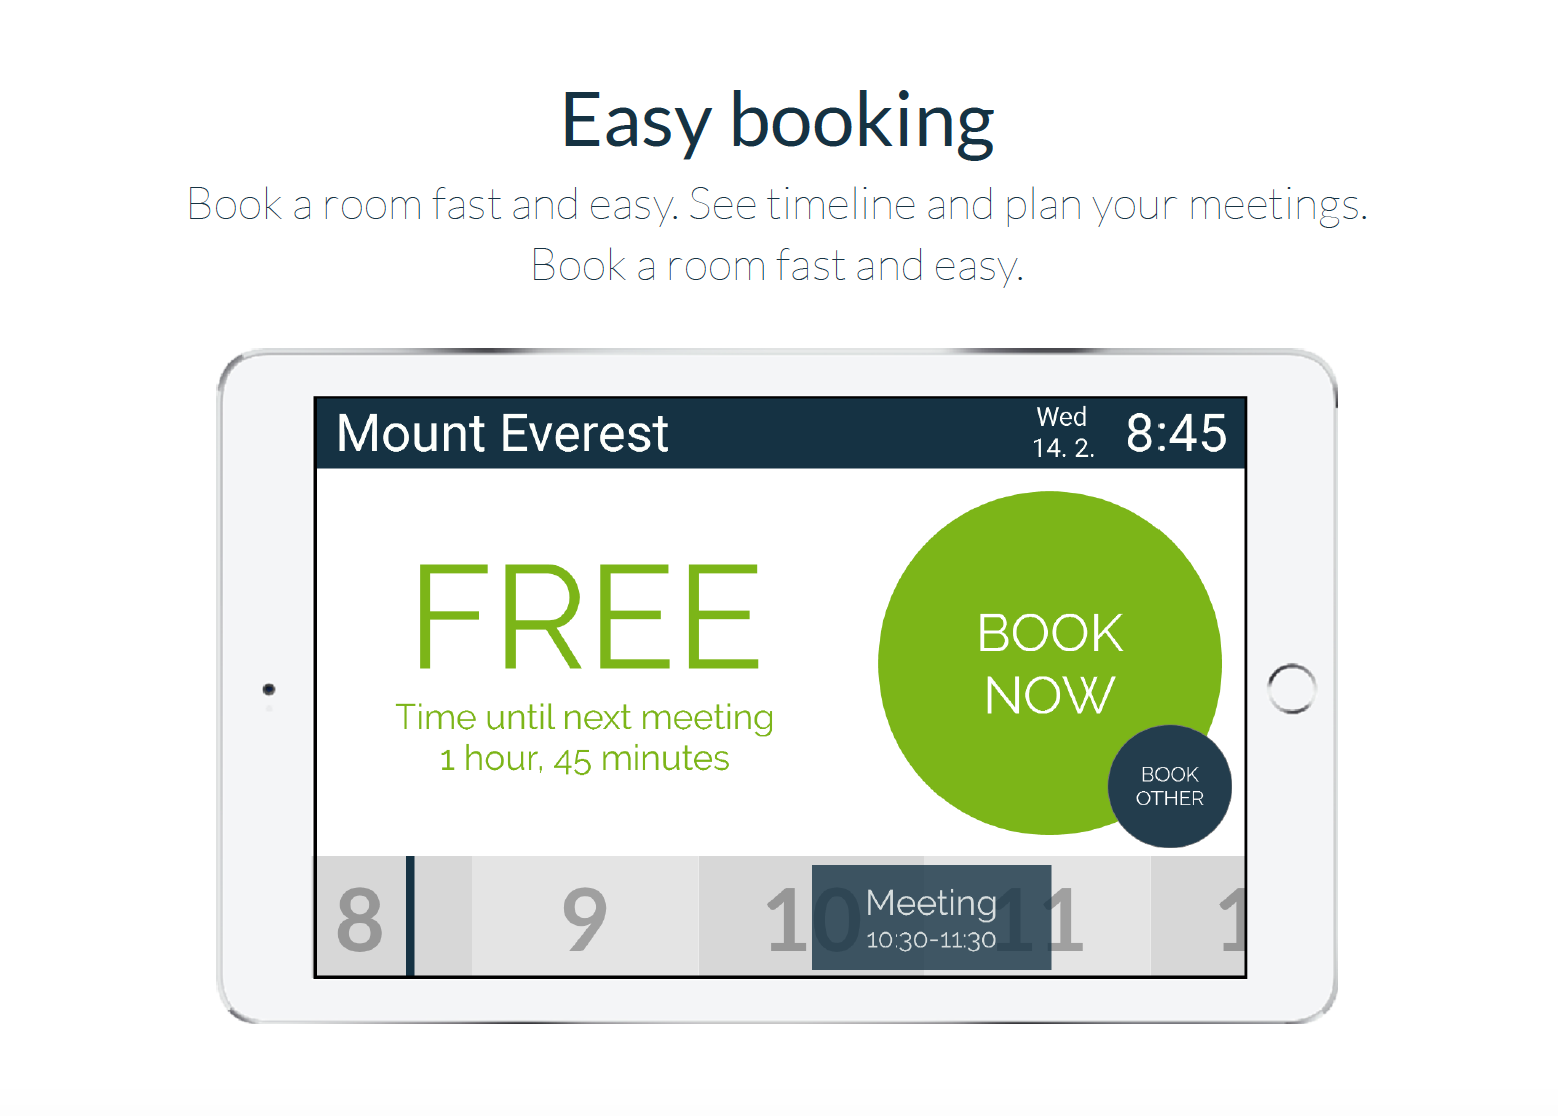 Easy booking
Book a room fast and easy. See timeline and plan your meetings.
Book a room fast and easy.
Mount Everest
Wed
14. 2.
8:45
FREE
Time until next meeting
1 hour, 45 minutes
BOOK
NOW
BOOK
OTHER
8 9 10 11 1
Meeting
10:30-11:30